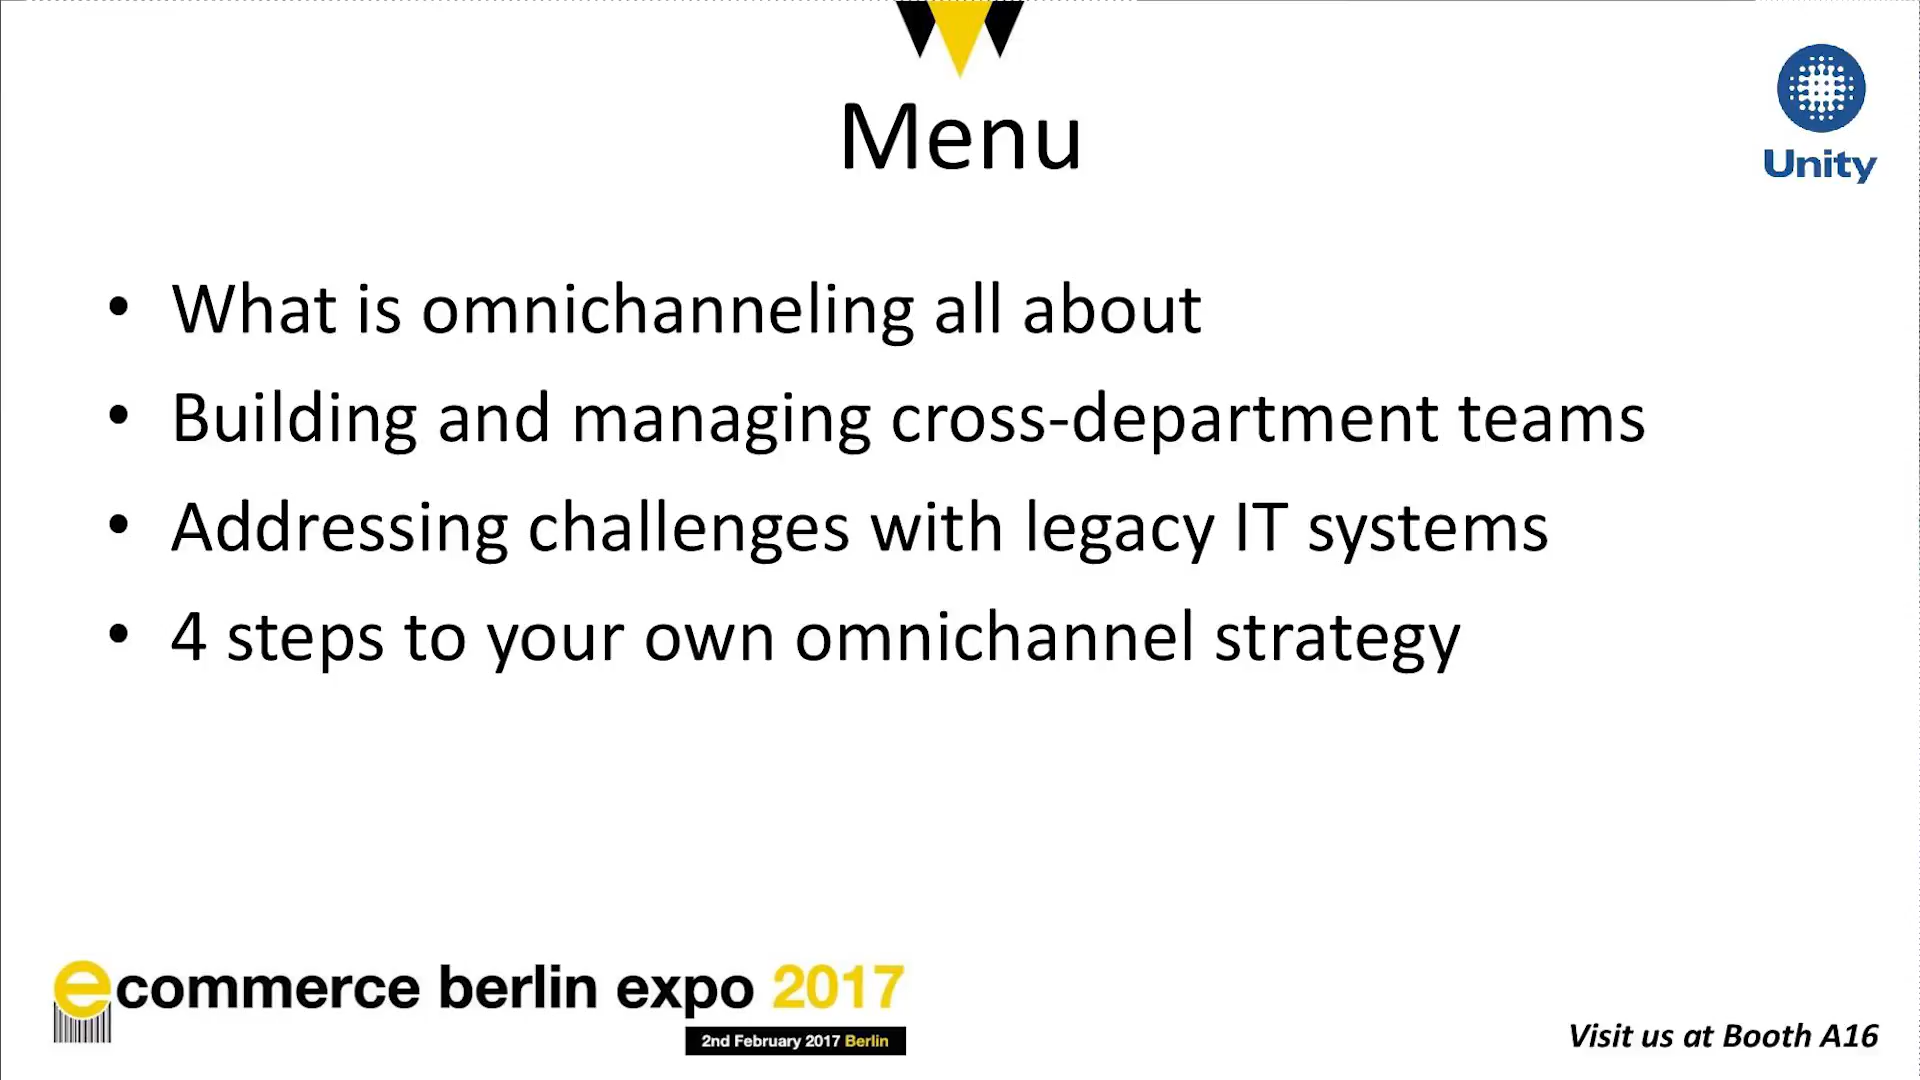 Menu
Unity
• What is omnichanneling all about
• Building and managing cross-department teams
• Addressing challenges with legacy IT systems
• 4 steps to your own omnichannel strategy
ecommerce berlin expo 2017
2nd February 2017 Berlin
Visit us at Booth A16